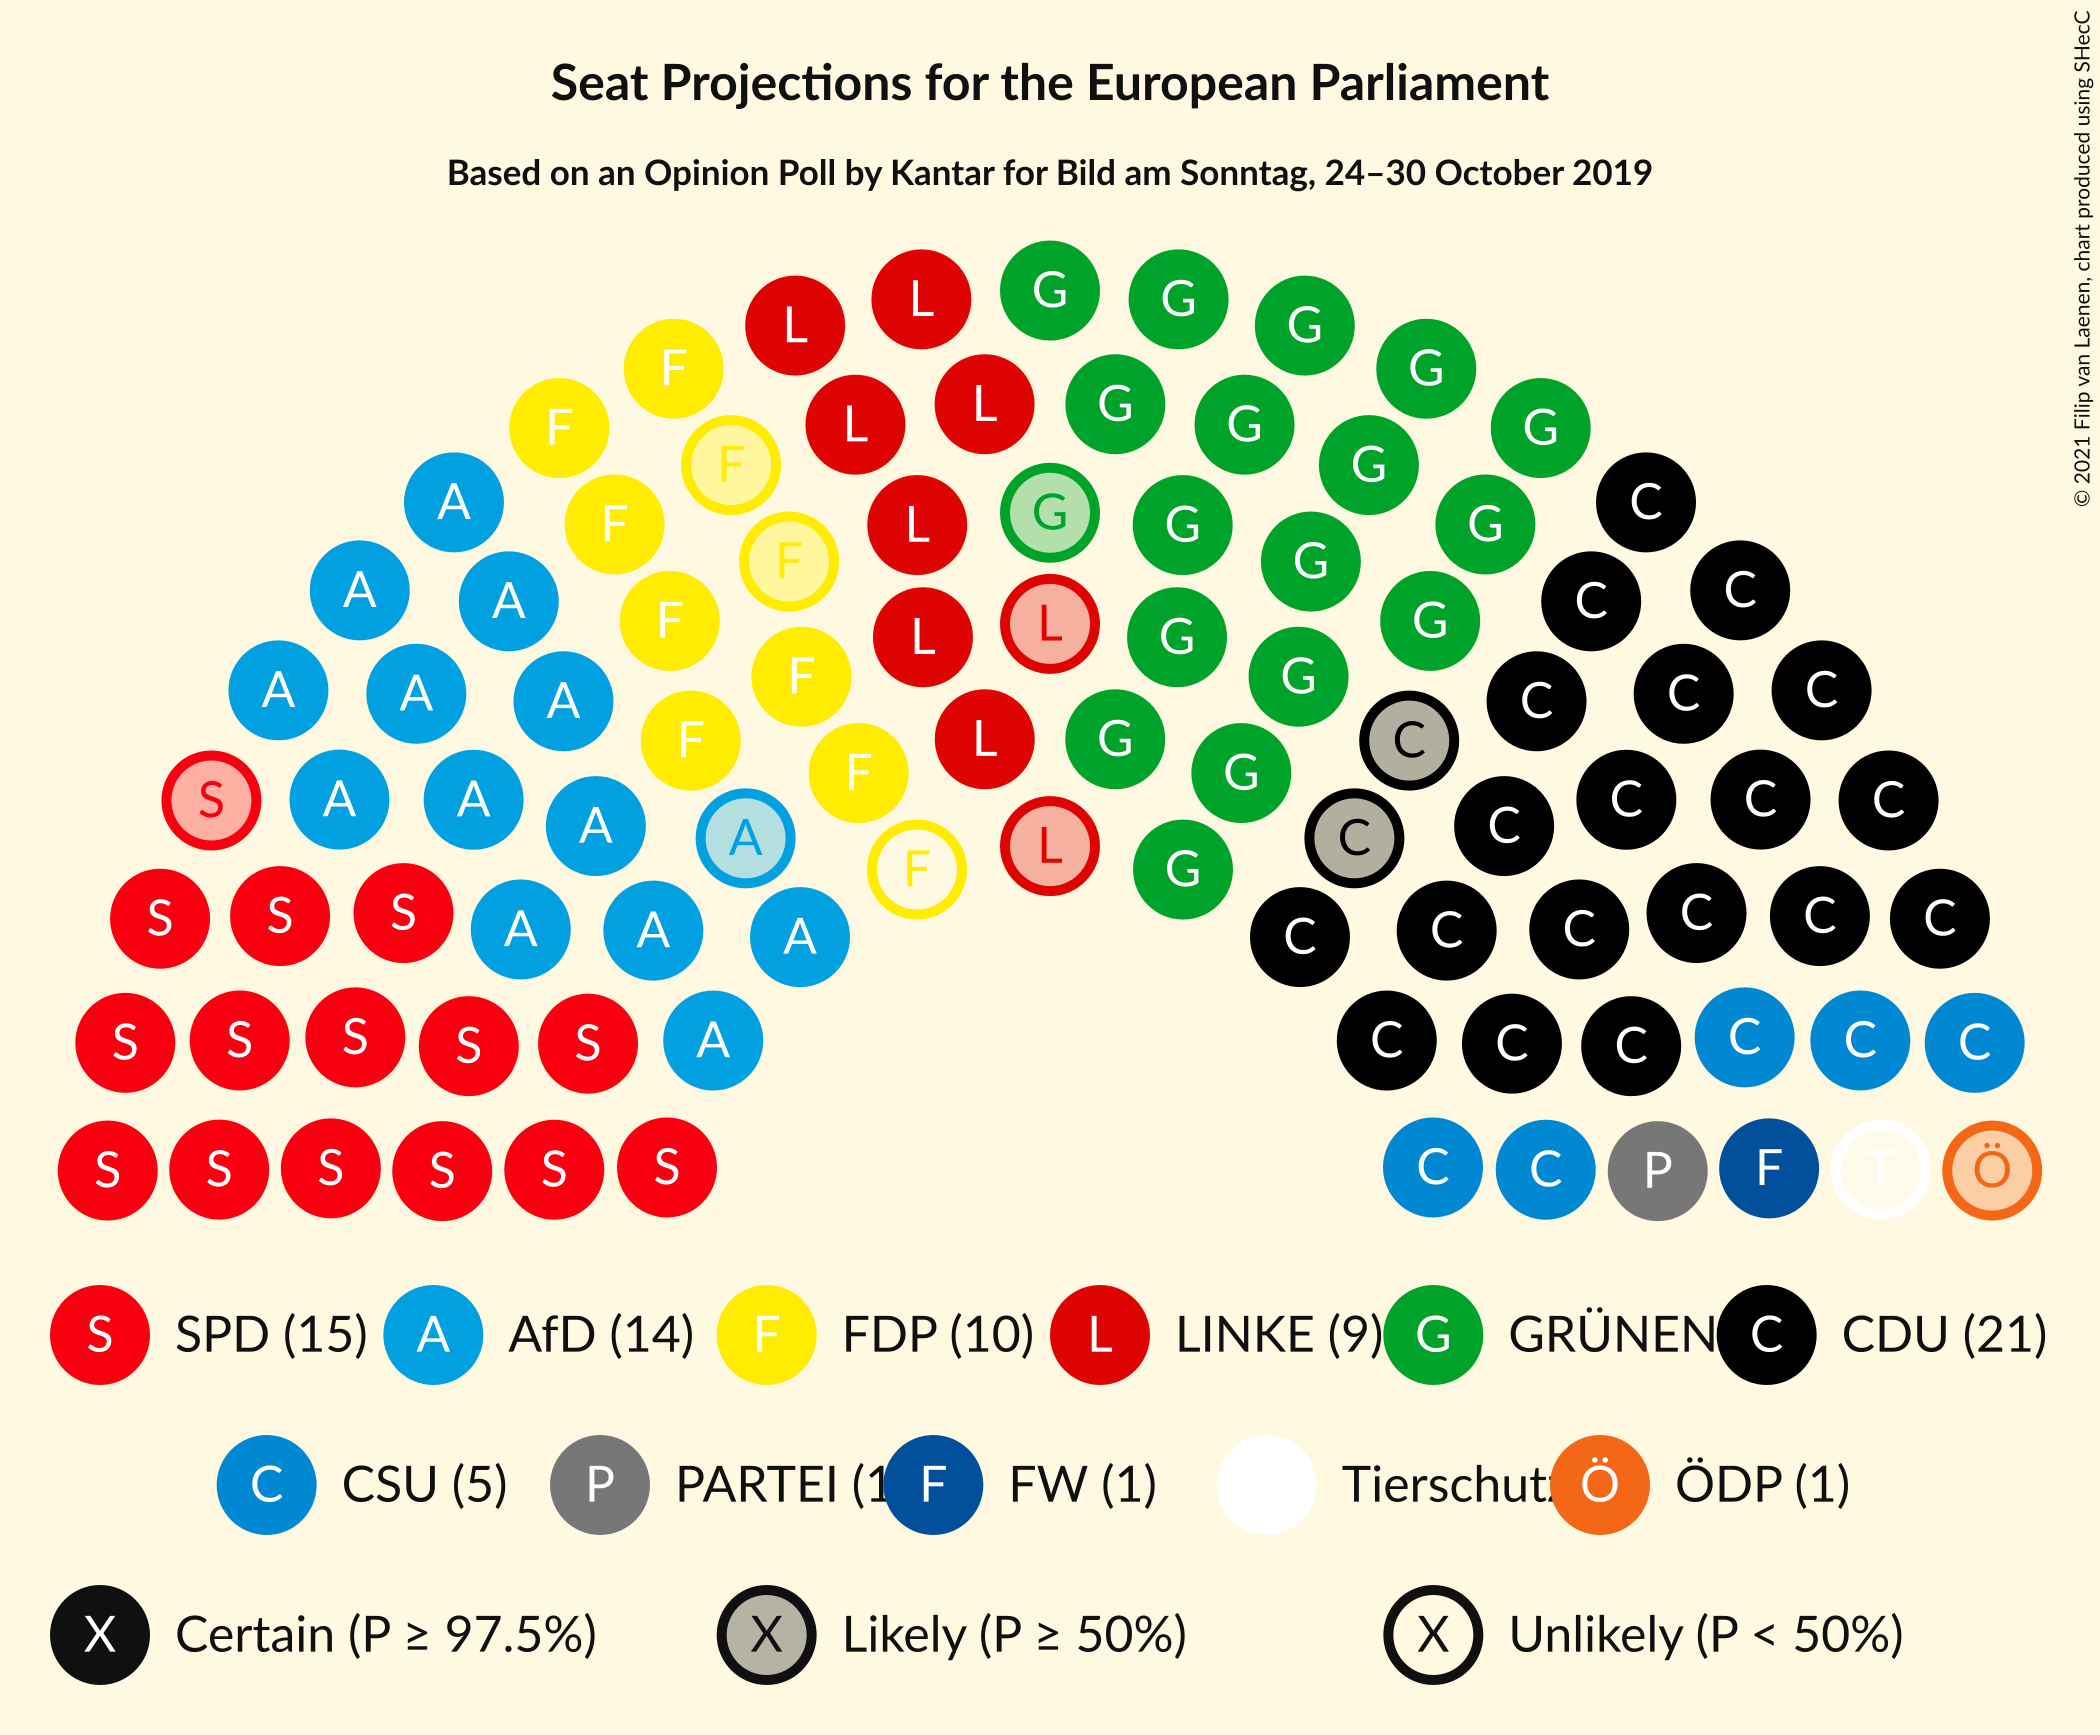 Seat Projections for the European Parliament
Based on an Opinion Poll by Kantar for Bild am Sonntag, 24–30 October 2019
© 2021 Filip van Laenen, chart produced using SHecC
L G G
L G
F G
L G
F L G G
F G
A C
G
F L G G
F G
A C
A C
F L G
L G
F G
A A A C C C
F L G C
F G
S A A C C C
A C
A L C
F G
S S S A A A C C C C C C
S S S S S A C C C C C C
S S S S S S C C P F T Ö
S SPD (15) A AfD (14) F FDP (10) L LINKE (9) G GRÜNEN C CDU (21)
C CSU (5) P PARTEI (1 F FW (1) Tierschutz Ö ÖDP (1)
X Certain (P ≥ 97.5%) X Likely (P ≥ 50%) X Unlikely (P < 50%)